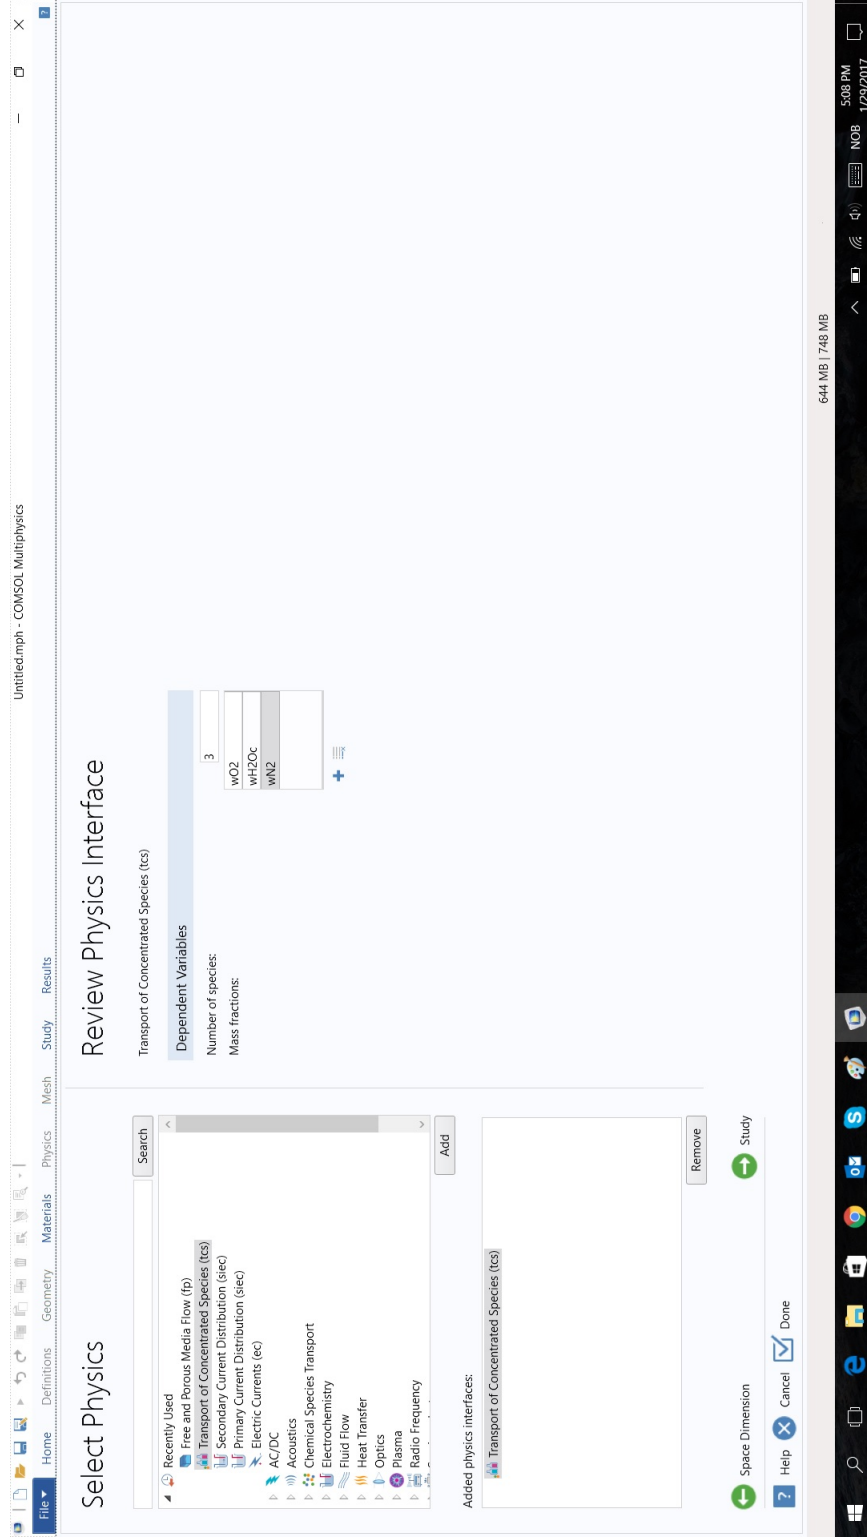 Untitled.mph - COMSOL Multiphysics
File Home Definitions Geometry Materials Physics Mesh Study Results
Select Physics
Search
Recently Used
Free and Porous Media Flow (fp)
Transport of Concentrated Species (tcs)
Secondary Current Distribution (siec)
Primary Current Distribution (siec)
Electric Currents (ec)
AC/DC
Acoustics
Chemical Species Transport
Electrochemistry
Fluid Flow
Heat Transfer
Optics
Plasma
Radio Frequency
Add
Added physics interfaces:
Transport of Concentrated Species (tcs)
Remove
Space Dimension
Study
Help Cancel Done
Review Physics Interface
Transport of Concentrated Species (tcs)
Dependent Variables
Number of species: 3
Mass fractions:
wO2
wH2Oc
wN2
644 MB | 748 MB
NOB
5:08 PM
1/29/2017